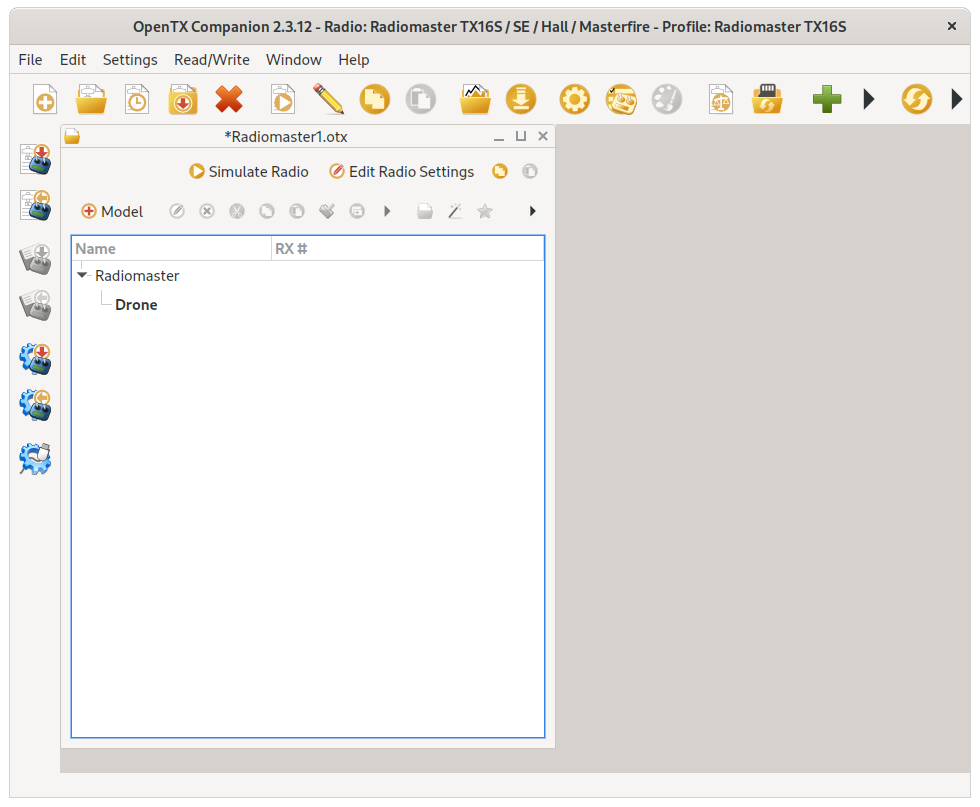 OpenTX Companion 2.3.12 - Radio: Radiomaster TX16S / SE / Hall / Masterfire - Profile: Radiomaster TX16S
File Edit Settings Read/Write Window Help
*Radiomaster1.otx
Simulate Radio Edit Radio Settings
Model
Name RX #
Radiomaster
Drone